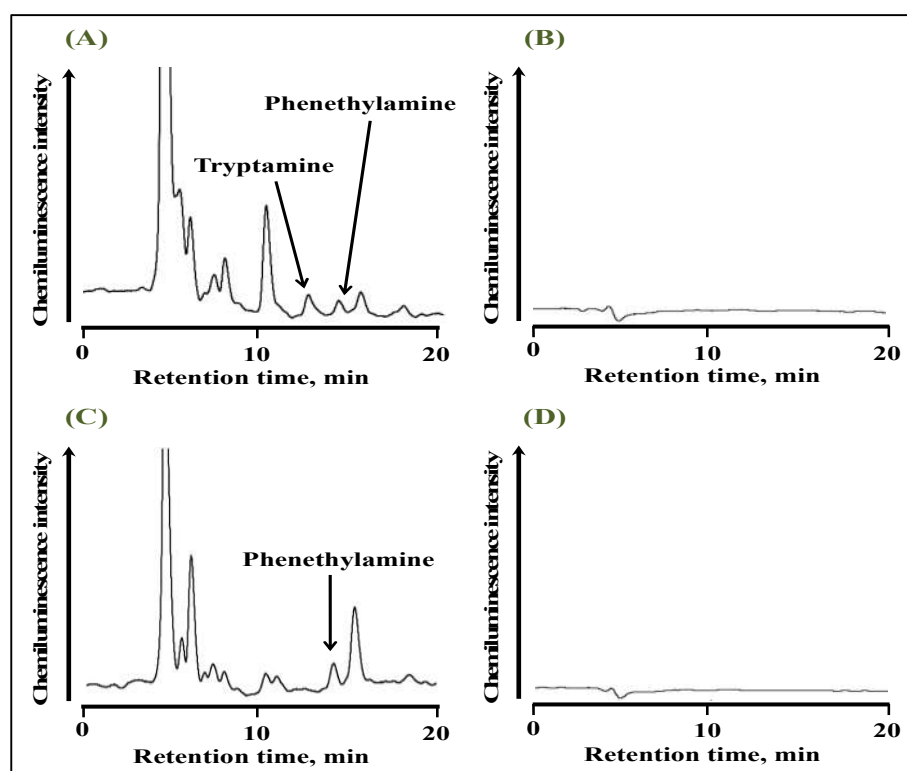 (A)
(B)
Chemiluminescence intensity
Phenethylamine
Tryptamine
0 10 20
Retention time, min
Chemiluminescence intensity
0 10 20
Retention time, min
(C)
(D)
Chemiluminescence intensity
Phenethylamine
0 10 20
Retention time, min
Chemiluminescence intensity
0 10 20
Retention time, min